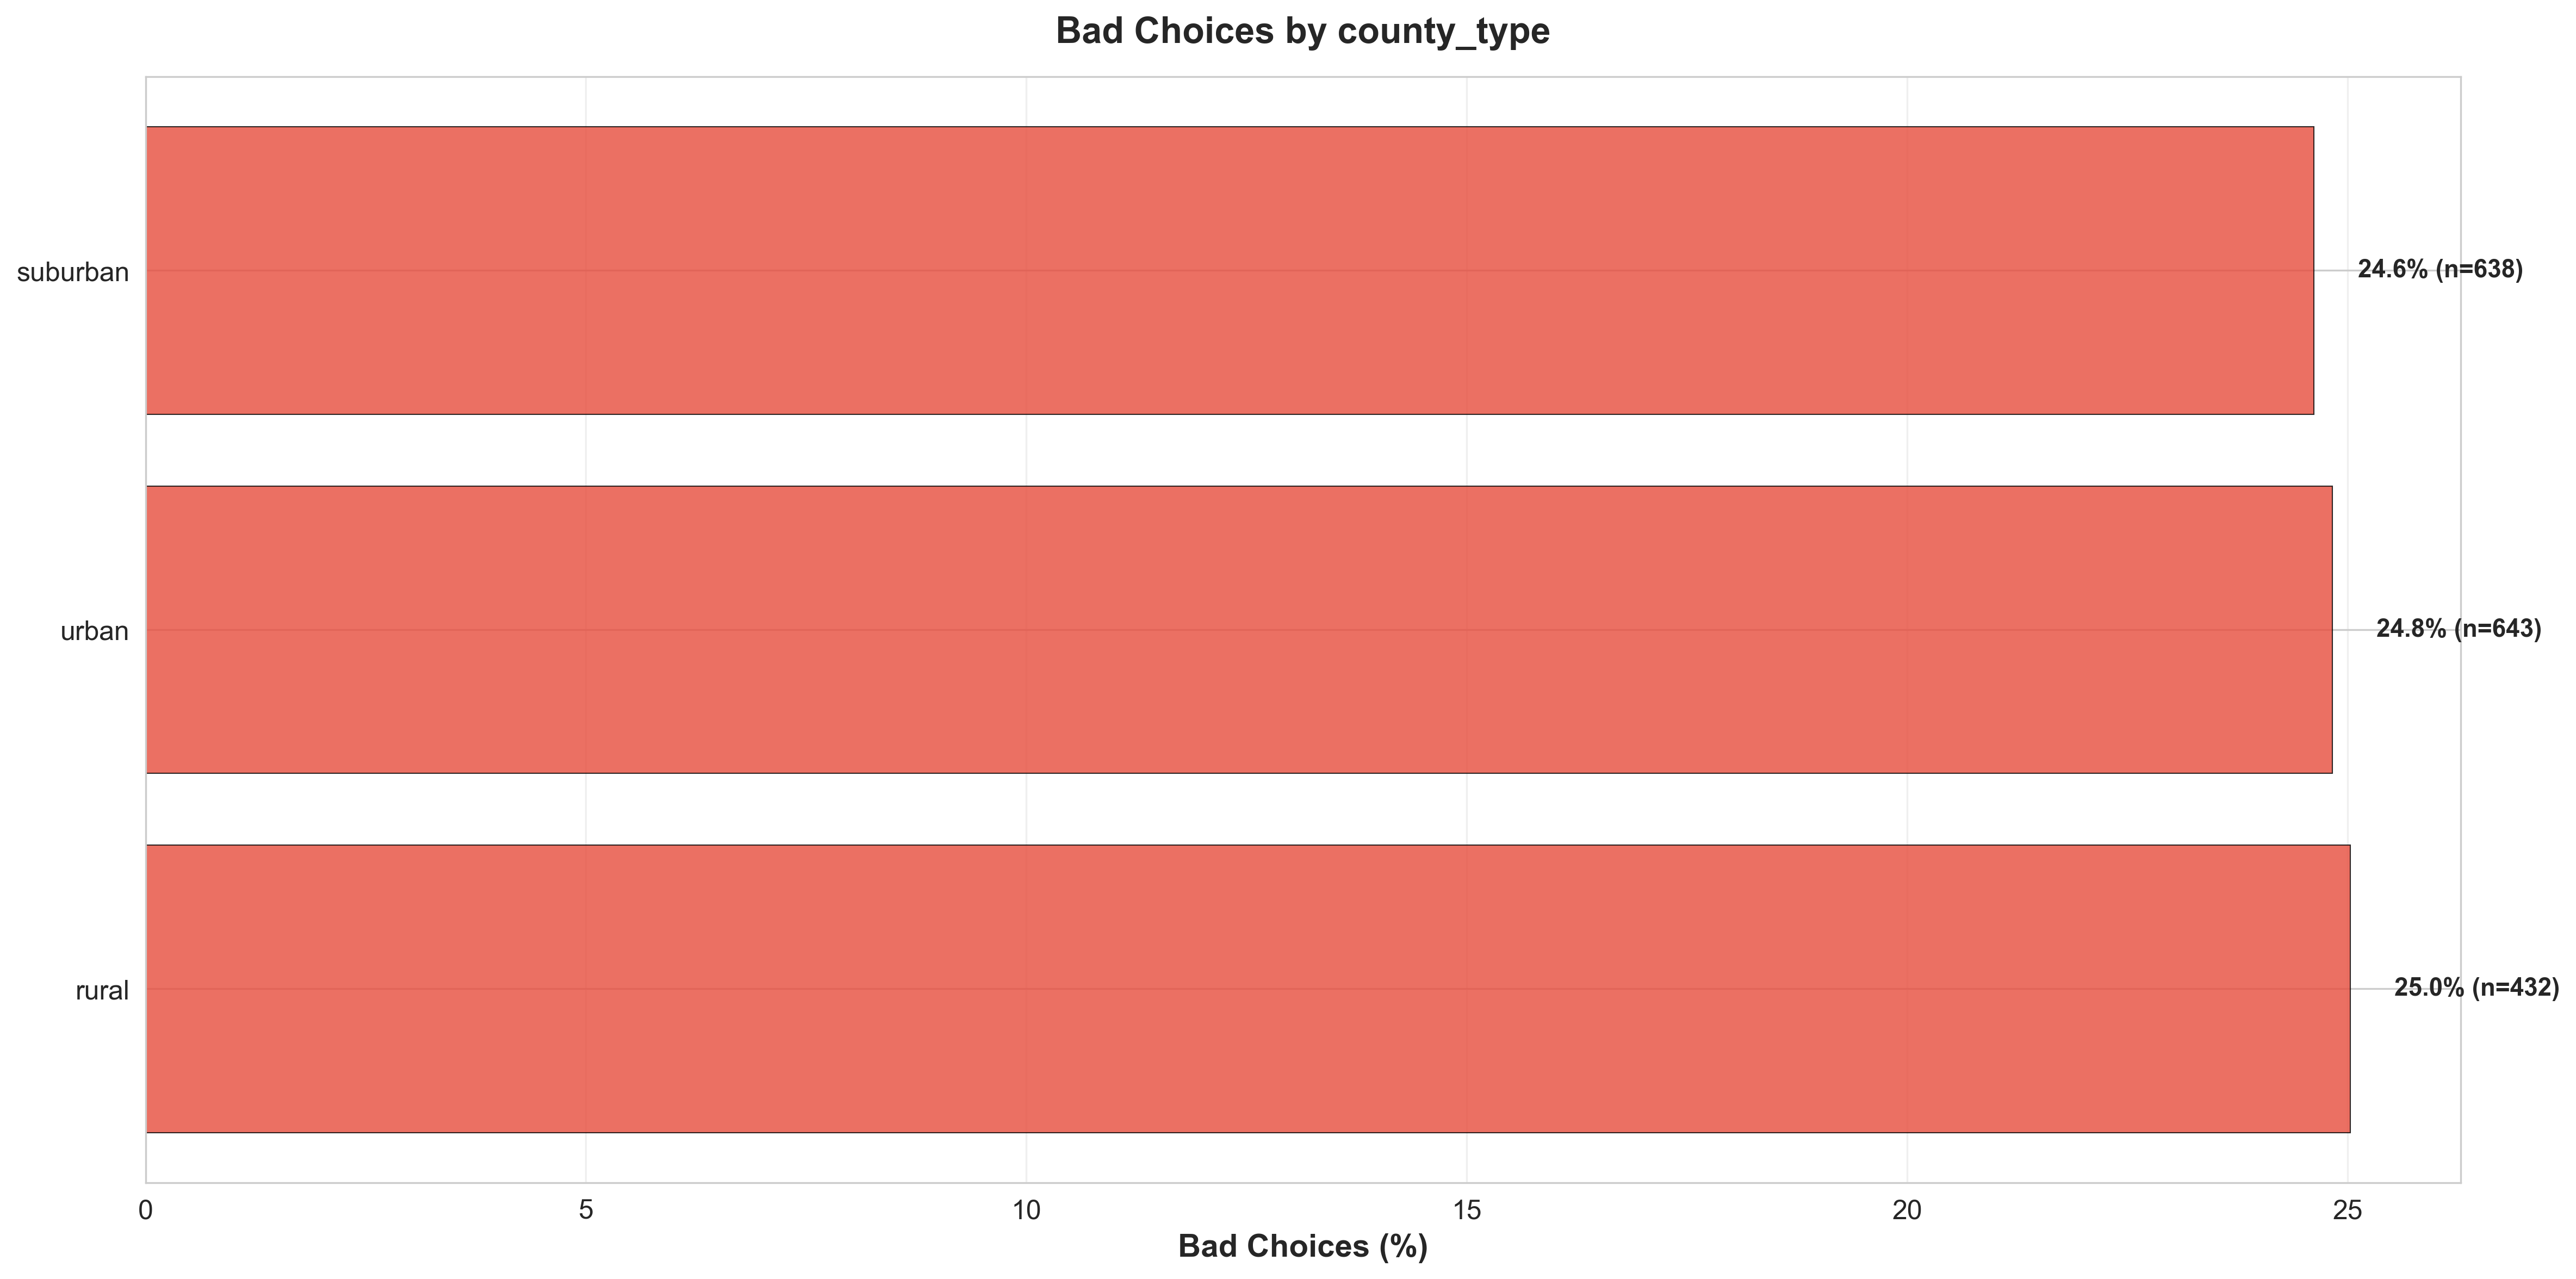 Bad Choices by county_type
suburban
24.6% (n=638)
urban
24.8% (n=643)
rural
25.0% (n=432)
0 5 10 15 20 25
Bad Choices (%)